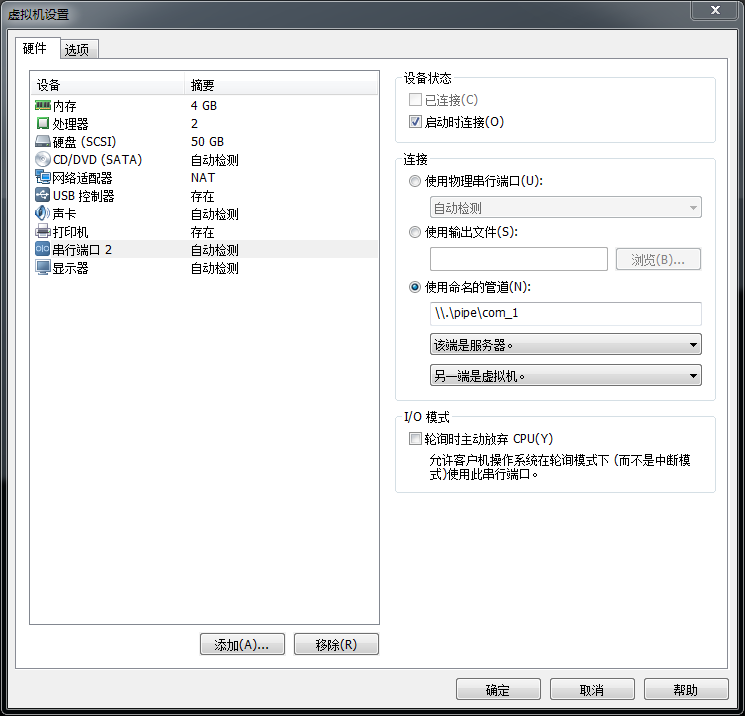 虚拟机设置
硬件 选项
设备 摘要
内存 4 GB
处理器 2
硬盘 (SCSI) 50 GB
CD/DVD (SATA) 自动检测
网络适配器 NAT
USB 控制器 存在
声卡 自动检测
打印机 存在
串行端口 2 自动检测
显示器 自动检测
添加(A)... 移除(R)
设备状态
已连接(C)
启动时连接(O)
连接
使用物理串行端口(U):
自动检测
使用输出文件(S):
浏览(B)...
使用命名的管道(N):
\\.\pipe\com_1
该端是服务器。
另一端是虚拟机。
I/O 模式
轮询时主动放弃 CPU(Y)
允许客户机操作系统在轮询模式下 (而不是中断模
式)使用此串行端口。
确定 取消 帮助